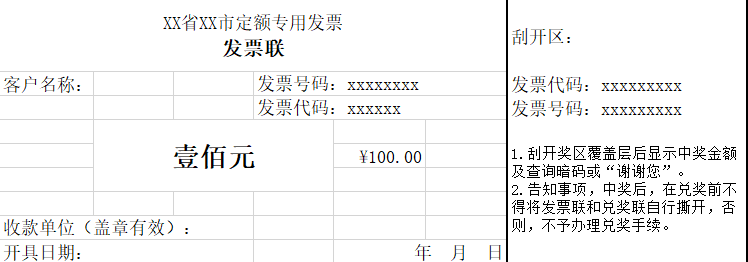 XX省XX市定额专用发票
发票联
客户名称：
发票号码：xxxxxxxx
发票代码：xxxxxx
壹佰元
¥100.00
收款单位（盖章有效）：
开具日期：
年 月 日
刮开区：
发票代码：xxxxxxxxx
发票号码：xxxxxxxxx
1.刮开奖区覆盖层后显示中奖金额
及查询暗码或“谢谢您”。
2.告知事项，中奖后，在兑奖前不
得将发票联和兑奖联自行撕开，否
则，不予办理兑奖手续。